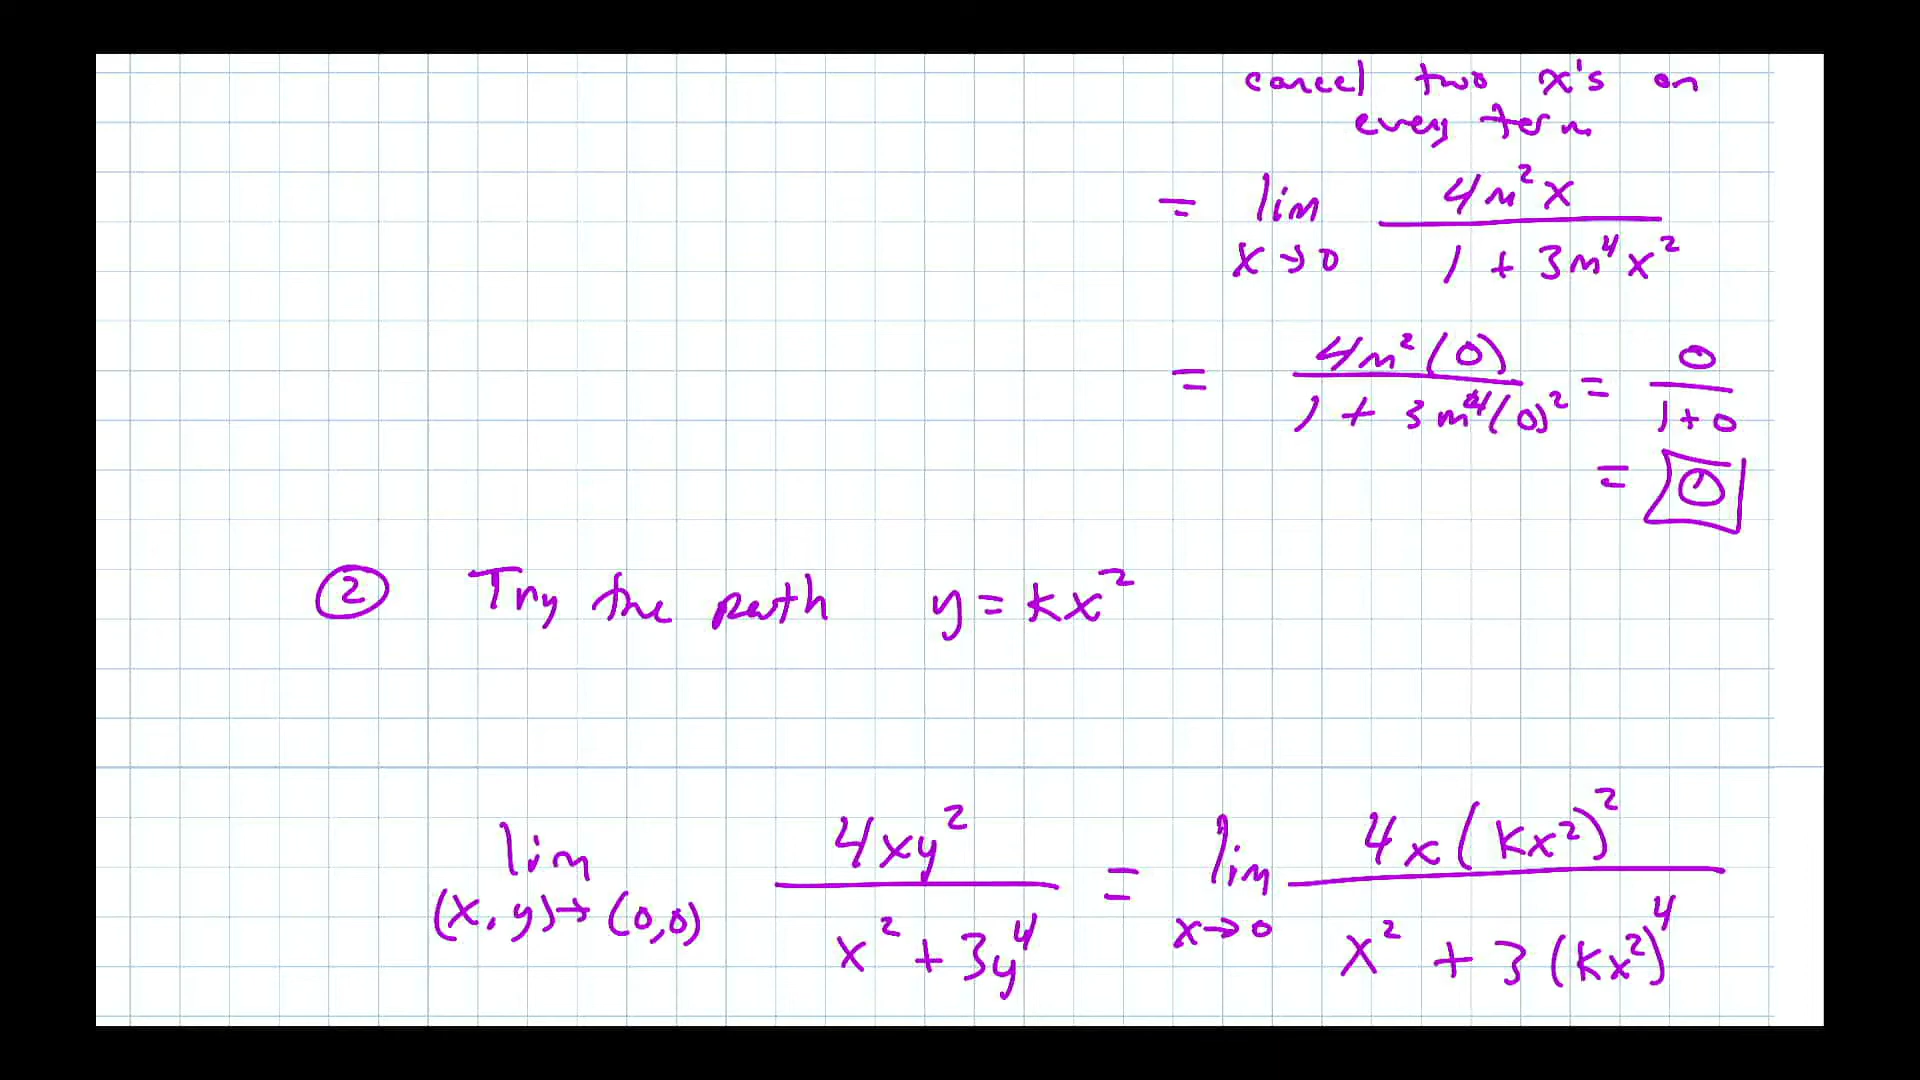 cancel two x's on
every term
= lim x→0 4m²x / 1 + 3m⁴x²
= 4m²(0) / 1 + 3m⁴(0)² = 0 / 1+0
= 0
② Try the path y = kx²
lim (x,y)→(0,0) 4xy² / x² + 3y⁴ = lim x→0 4x(kx²)² / x² + 3(kx²)⁴